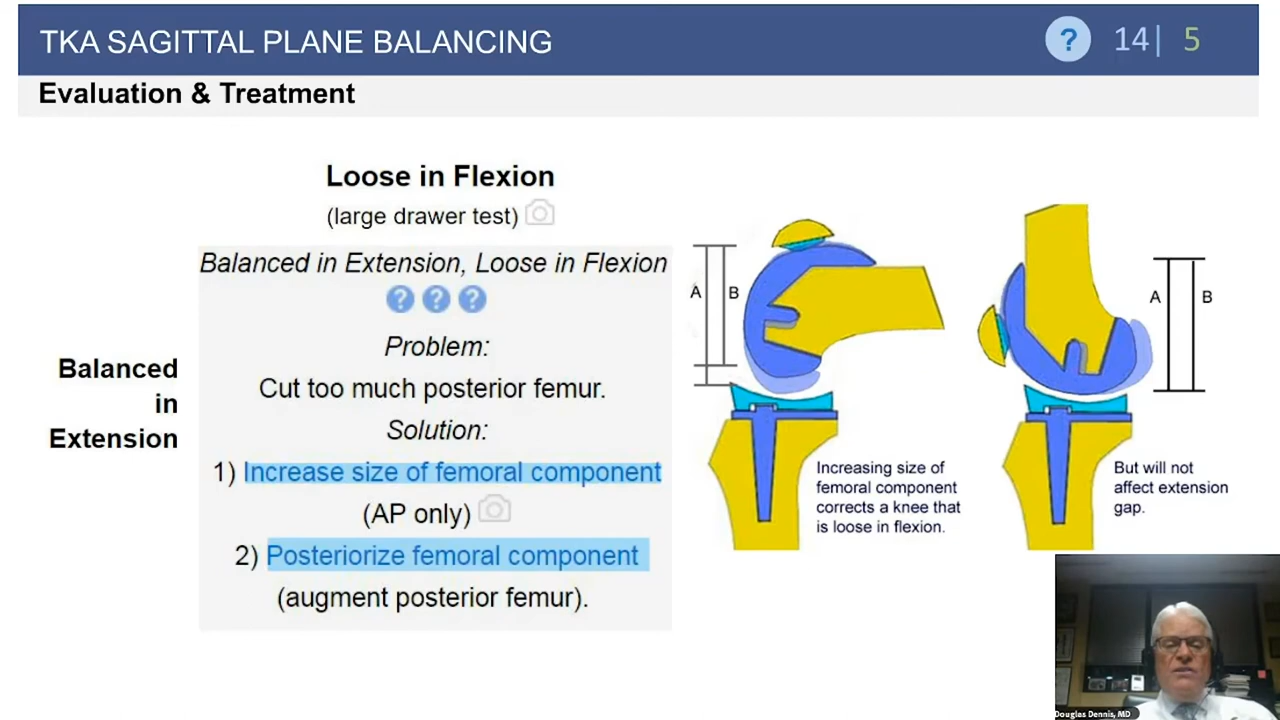 TKA SAGITTAL PLANE BALANCING
? 14| 5
Evaluation & Treatment
Loose in Flexion
(large drawer test)
Balanced in Extension, Loose in Flexion
? ? ?
Problem:
Cut too much posterior femur.
Solution:
1) Increase size of femoral component
(AP only)
2) Posteriorize femoral component
(augment posterior femur).
Balanced
in
Extension
A B
Increasing size of
femoral component
corrects a knee that
is loose in flexion.
A B
But will not
affect extension
gap.
Douglas Dennis, MD